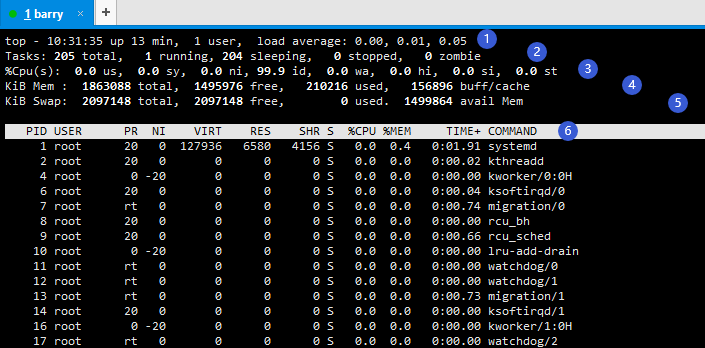 1 barry × +
top - 10:31:35 up 13 min,  1 user,  load average: 0.00, 0.01, 0.05 1
Tasks: 205 total,   1 running, 204 sleeping,   0 stopped,   0 zombie 2
%Cpu(s):  0.0 us,  0.0 sy,  0.0 ni, 99.9 id,  0.0 wa,  0.0 hi,  0.0 si,  0.0 st 3
KiB Mem :  1863088 total,  1495976 free,   210216 used,   156896 buff/cache 4
KiB Swap:  2097148 total,  2097148 free,        0 used.  1499864 avail Mem 5
PID USER      PR  NI    VIRT    RES    SHR S  %CPU %MEM     TIME+ COMMAND 6
1 root      20   0  127936   6580   4156 S   0.0  0.4   0:01.91 systemd
2 root      20   0       0      0      0 S   0.0  0.0   0:00.02 kthreadd
4 root       0 -20       0      0      0 S   0.0  0.0   0:00.00 kworker/0:0H
6 root      20   0       0      0      0 S   0.0  0.0   0:00.04 ksoftirqd/0
7 root      rt   0       0      0      0 S   0.0  0.0   0:00.74 migration/0
8 root      20   0       0      0      0 S   0.0  0.0   0:00.00 rcu_bh
9 root      20   0       0      0      0 S   0.0  0.0   0:00.66 rcu_sched
10 root       0 -20       0      0      0 S   0.0  0.0   0:00.00 lru-add-drain
11 root      rt   0       0      0      0 S   0.0  0.0   0:00.00 watchdog/0
12 root      rt   0       0      0      0 S   0.0  0.0   0:00.00 watchdog/1
13 root      rt   0       0      0      0 S   0.0  0.0   0:00.73 migration/1
14 root      20   0       0      0      0 S   0.0  0.0   0:00.00 ksoftirqd/1
16 root       0 -20       0      0      0 S   0.0  0.0   0:00.00 kworker/1:0H
17 root      rt   0       0      0      0 S   0.0  0.0   0:00.00 watchdog/2